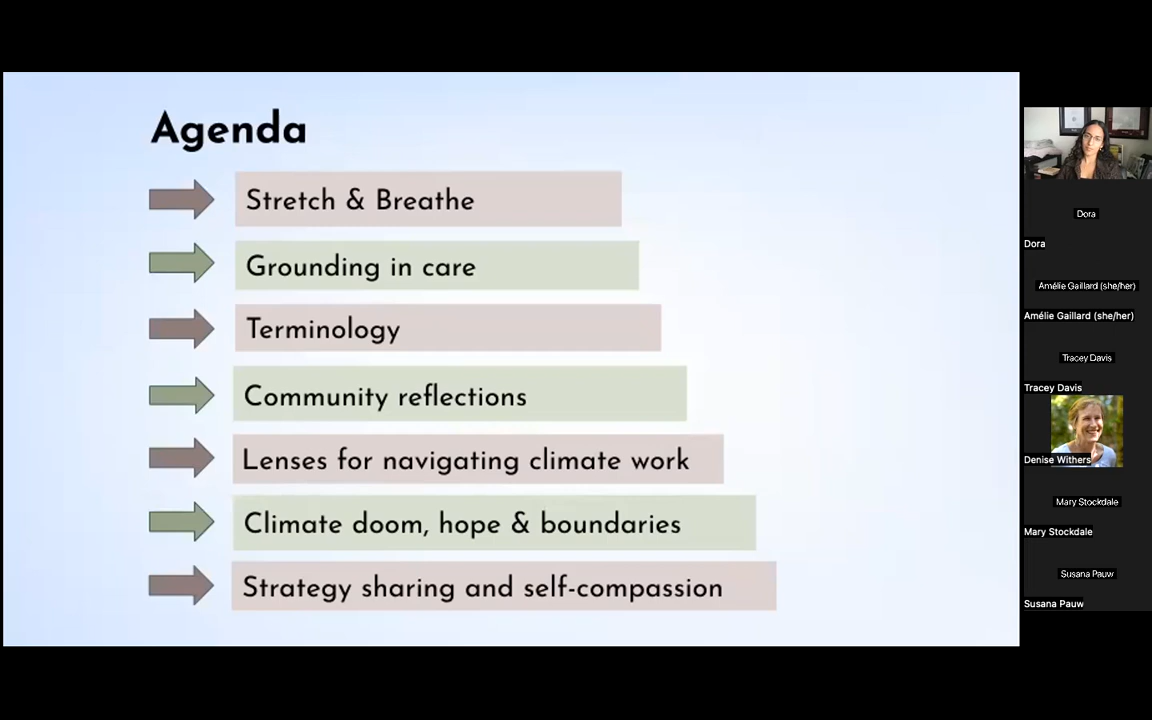 Agenda
Stretch & Breathe
Grounding in care
Terminology
Community reflections
Lenses for navigating climate work
Climate doom, hope & boundaries
Strategy sharing and self-compassion
Dora
Dora
Amélie Gaillard (she/her)
Amélie Gaillard (she/her)
Tracey Davis
Tracey Davis
Denise Withers
Mary Stockdale
Mary Stockdale
Susana Pauw
Susana Pauw